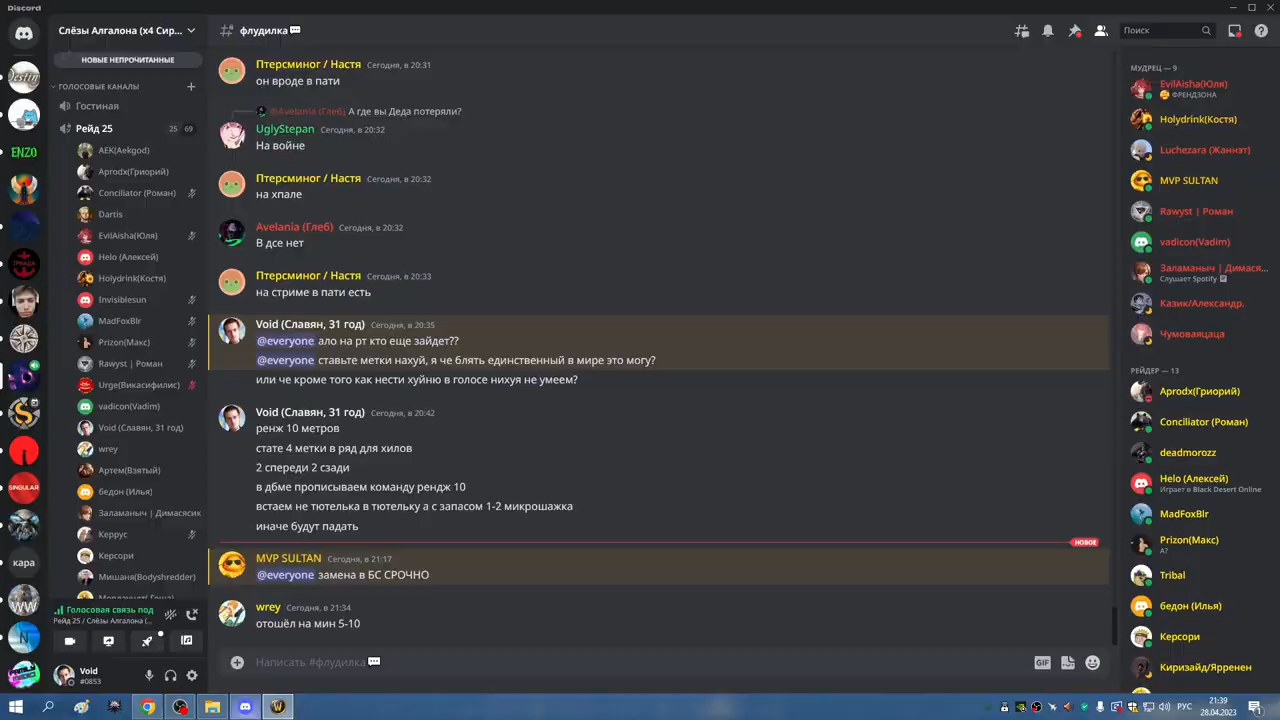 Discord
Слёзы Алгалона (x4 Сир...
НОВЫЕ НЕПРОЧИТАННЫЕ
ГОЛОСОВЫЕ КАНАЛЫ
Гостиная
Рейд 25 25 69
AEK(Aekgod)
Aprodx(Гриорий)
Conciliator (Роман)
Dartis
EvilAisha(Юля)
Helo (Алексей)
Holydrink(Костя)
Invisiblesun
MadFoxBlr
Prizon(Макс)
Rawyst | Роман
Urge(Викасифилис)
vadicon(Vadim)
Void (Славян, 31 год)
wrey
Артем(Взятый)
бедон (Илья)
Заламаныч | Димасясик
Керрус
Керсори
Мишаня(Bodyshredder)
Голосовая связь под
Рейд 25 / Слёзы Алгалона (...
Void
#0853
ENZO
SINGULAR
кара
WW
флудилка
Поиск
Птерсминог / Настя Сегодня, в 20:31
он вроде в пати
@Avelania (Глеб) А где вы Деда потеряли?
UglyStepan Сегодня, в 20:32
На войне
Птерсминог / Настя Сегодня, в 20:32
на хпале
Avelania (Глеб) Сегодня, в 20:32
В дсе нет
Птерсминог / Настя Сегодня, в 20:33
на стриме в пати есть
Void (Славян, 31 год) Сегодня, в 20:35
@everyone ало на рт кто еще зайдет??
@everyone ставьте метки нахуй, я че блять единственный в мире это могу?
или че кроме того как нести хуйню в голосе нихуя не умеем?
Void (Славян, 31 год) Сегодня, в 20:42
ренж 10 метров
стате 4 метки в ряд для хилов
2 спереди 2 сзади
в дбме прописываем команду рендж 10
встаем не тютелька в тютельку а с запасом 1-2 микрошажка
иначе будут падать
НОВОЕ
MVP SULTAN Сегодня, в 21:17
@everyone замена в БС СРОЧНО
wrey Сегодня, в 21:34
отошёл на мин 5-10
Написать #флудилка
GIF
МУДРЕЦ — 9
EvilAisha(Юля)
ФРЕНДЗОНА
Holydrink(Костя)
Luchezara (Жаннэт)
MVP SULTAN
Rawyst | Роман
vadicon(Vadim)
Заламаныч | Димася...
Слушает Spotify
Казик/Александр.
Чумоваяцаца
РЕЙДЕР — 13
Aprodx(Гриорий)
Conciliator (Роман)
deadmorozz
Helo (Алексей)
Играет в Black Desert Online
MadFoxBlr
Prizon(Макс)
А?
Tribal
бедон (Илья)
Керсори
Киризайд/Ярренен
РУС
21:39
28.04.2023